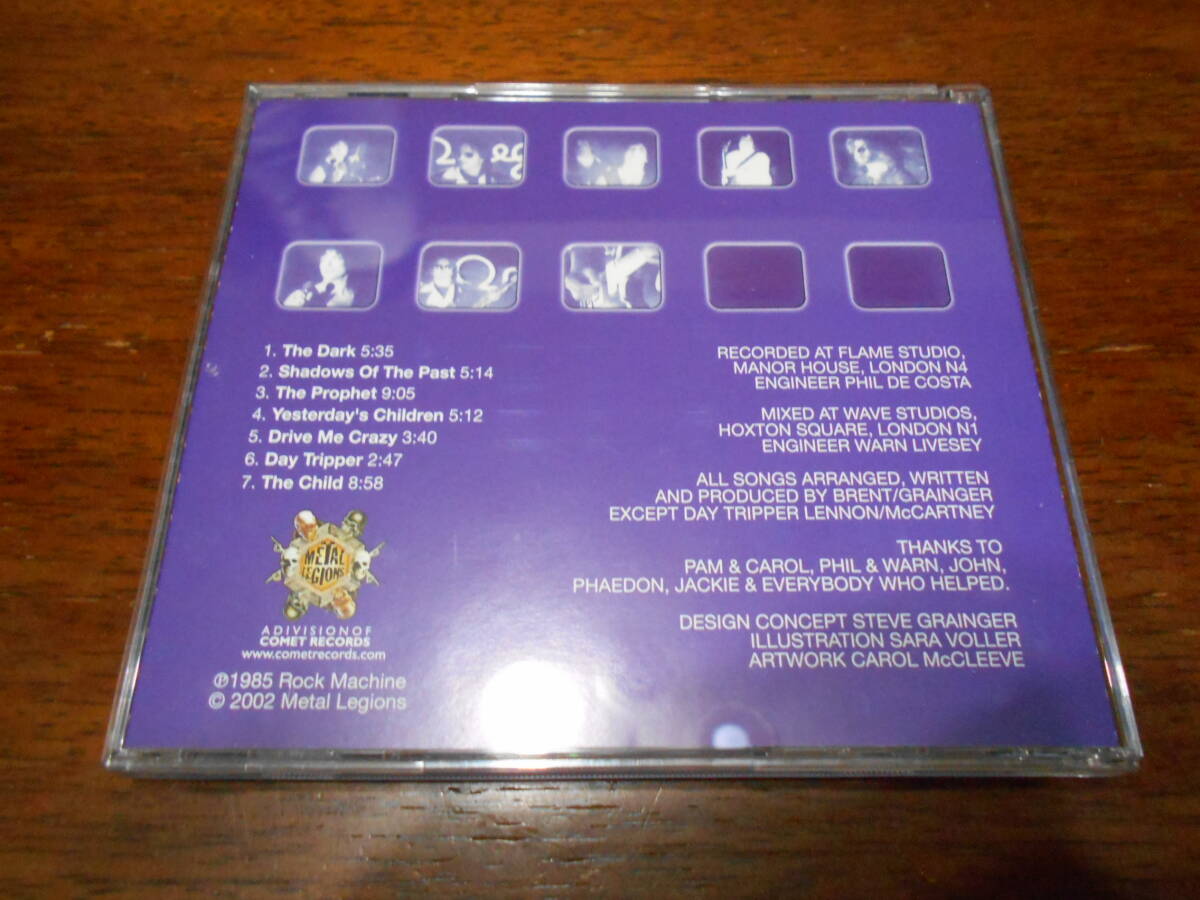 1. The Dark 5:35
2. Shadows Of The Past 5:14
3. The Prophet 9:05
4. Yesterday's Children 5:12
5. Drive Me Crazy 3:40
6. Day Tripper 2:47
7. The Child 8:58
METAL
LEGIONS
A DIVISION OF
COMET RECORDS
www.cometrecords.com
℗1985 Rock Machine
© 2002 Metal Legions
RECORDED AT FLAME STUDIO,
MANOR HOUSE, LONDON N4
ENGINEER PHIL DE COSTA
MIXED AT WAVE STUDIOS,
HOXTON SQUARE, LONDON N1
ENGINEER WARN LIVESEY
ALL SONGS ARRANGED, WRITTEN
AND PRODUCED BY BRENT/GRAINGER
EXCEPT DAY TRIPPER LENNON/McCARTNEY
THANKS TO
PAM & CAROL, PHIL & WARN, JOHN,
PHAEDON, JACKIE & EVERYBODY WHO HELPED.
DESIGN CONCEPT STEVE GRAINGER
ILLUSTRATION SARA VOLLER
ARTWORK CAROL McCLEEVE